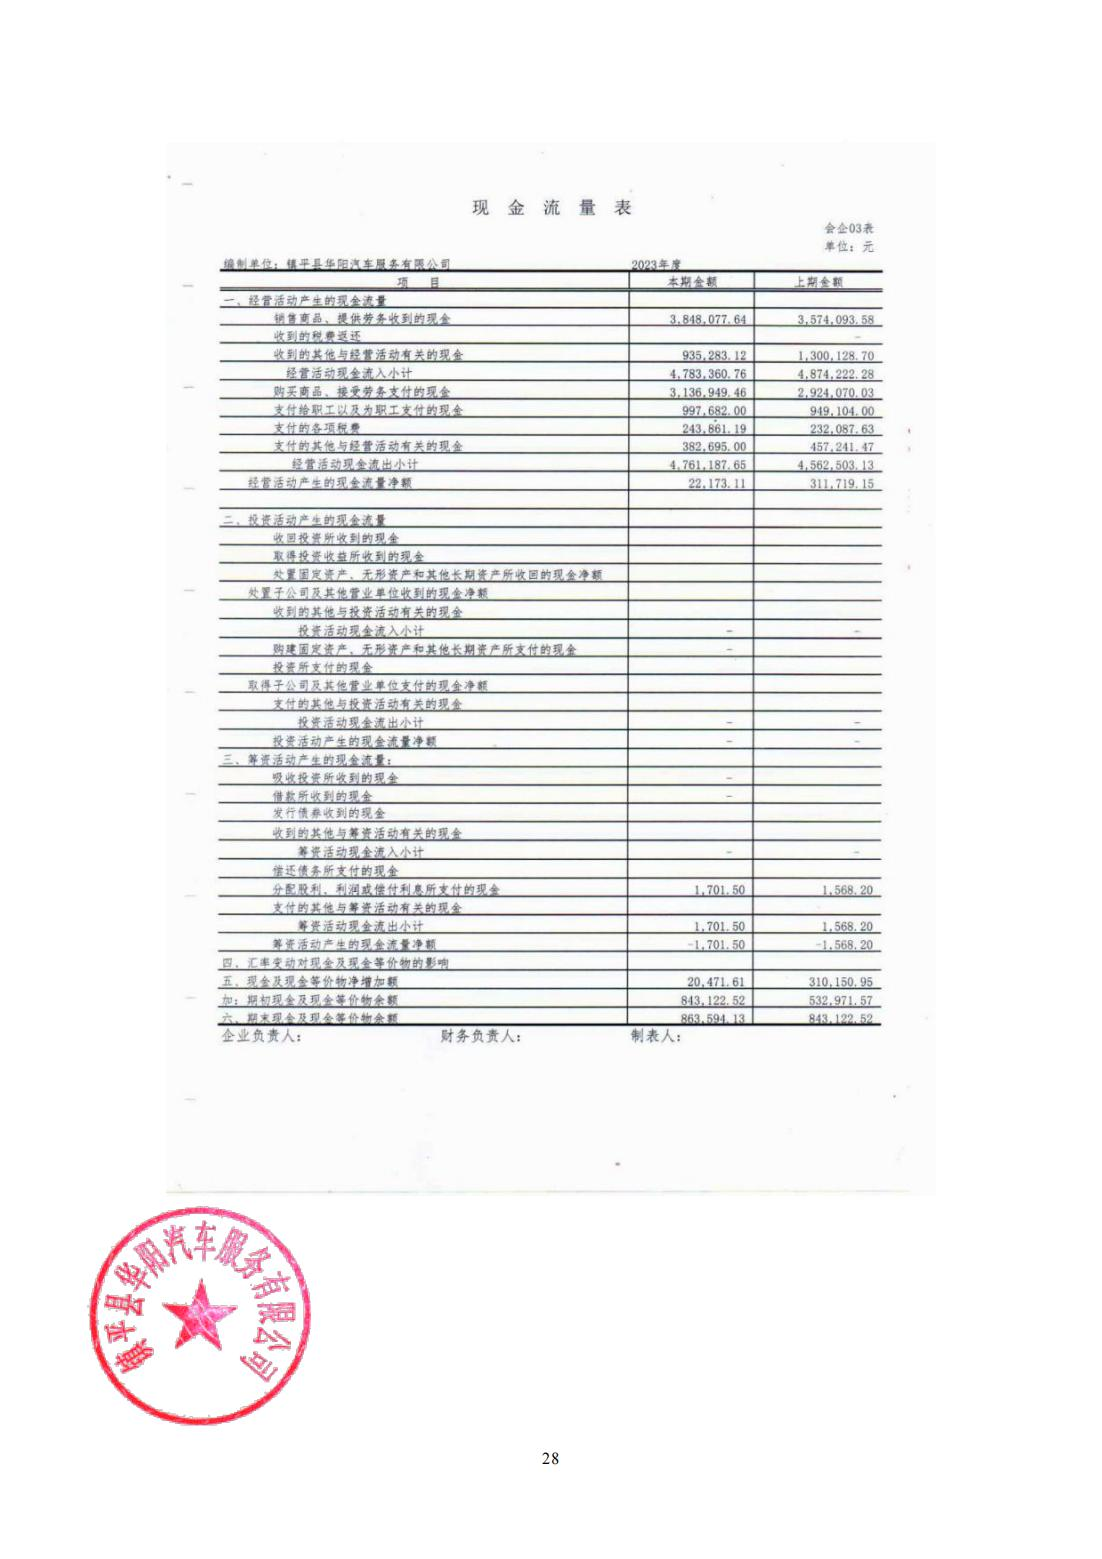 现 金 流 量 表
会企03表
单位：元
编制单位：镇平县华阳汽车服务有限公司 2023年度
项 目 本期金额 上期金额
一、经营活动产生的现金流量
销售商品、提供劳务收到的现金 3,848,077.64 3,574,093.58
收到的税费返还 -
收到的其他与经营活动有关的现金 935,283.12 1,300,128.70
经营活动现金流入小计 4,783,360.76 4,874,222.28
购买商品、接受劳务支付的现金 3,136,949.46 2,924,070.03
支付给职工以及为职工支付的现金 997,682.00 949,104.00
支付的各项税费 243,861.19 232,087.63
支付的其他与经营活动有关的现金 382,695.00 457,241.47
经营活动现金流出小计 4,761,187.65 4,562,503.13
经营活动产生的现金流量净额 22,173.11 311,719.15
二、投资活动产生的现金流量
收回投资所收到的现金
取得投资收益所收到的现金
处置固定资产、无形资产和其他长期资产所收回的现金净额
处置子公司及其他营业单位收到的现金净额
收到的其他与投资活动有关的现金
投资活动现金流入小计 - -
购建固定资产、无形资产和其他长期资产所支付的现金 -
投资所支付的现金
取得子公司及其他营业单位支付的现金净额
支付的其他与投资活动有关的现金
投资活动现金流出小计 - -
投资活动产生的现金流量净额 - -
三、筹资活动产生的现金流量：
吸收投资所收到的现金 -
借款所收到的现金 -
发行债券收到的现金
收到的其他与筹资活动有关的现金
筹资活动现金流入小计 - -
偿还债务所支付的现金
分配股利、利润或偿付利息所支付的现金 1,701.50 1,568.20
支付的其他与筹资活动有关的现金
筹资活动现金流出小计 1,701.50 1,568.20
筹资活动产生的现金流量净额 -1,701.50 -1,568.20
四、汇率变动对现金及现金等价物的影响
五、现金及现金等价物净增加额 20,471.61 310,150.95
加：期初现金及现金等价物余额 843,122.52 532,971.57
六、期末现金及现金等价物余额 863,594.13 843,122.52
企业负责人： 财务负责人： 制表人：
镇平县华阳汽车服务有限公司
28